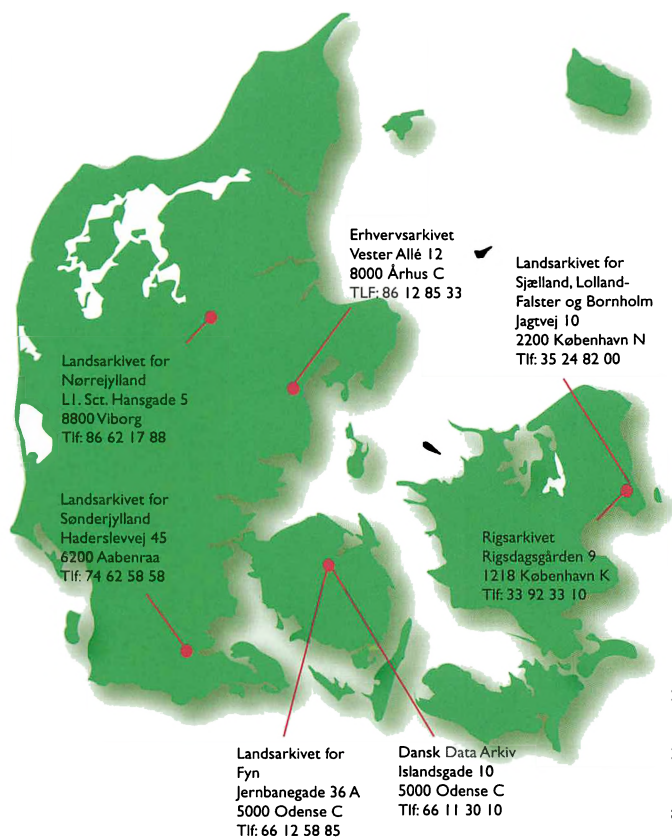 Erhvervsarkivet
Vester Allé 12
8000 Århus C
TLF: 86 12 85 33
Landsarkivet for
Sjælland, Lolland-
Falster og Bornholm
Jagtvej 10
2200 København N
Tlf: 35 24 82 00
Landsarkivet for
Nørrejylland
L1. Sct. Hansgade 5
8800 Viborg
Tlf: 86 62 17 88
Landsarkivet for
Sønderjylland
Haderslevvej 45
6200 Aabenraa
Tlf: 74 62 58 58
Rigsarkivet
Rigsdagsgården 9
1218 København K
Tlf: 33 92 33 10
Landsarkivet for
Fyn
Jernbanegade 36 A
5000 Odense C
Tlf: 66 12 58 85
Dansk Data Arkiv
Islandsgade 10
5000 Odense C
Tlf: 66 11 30 10